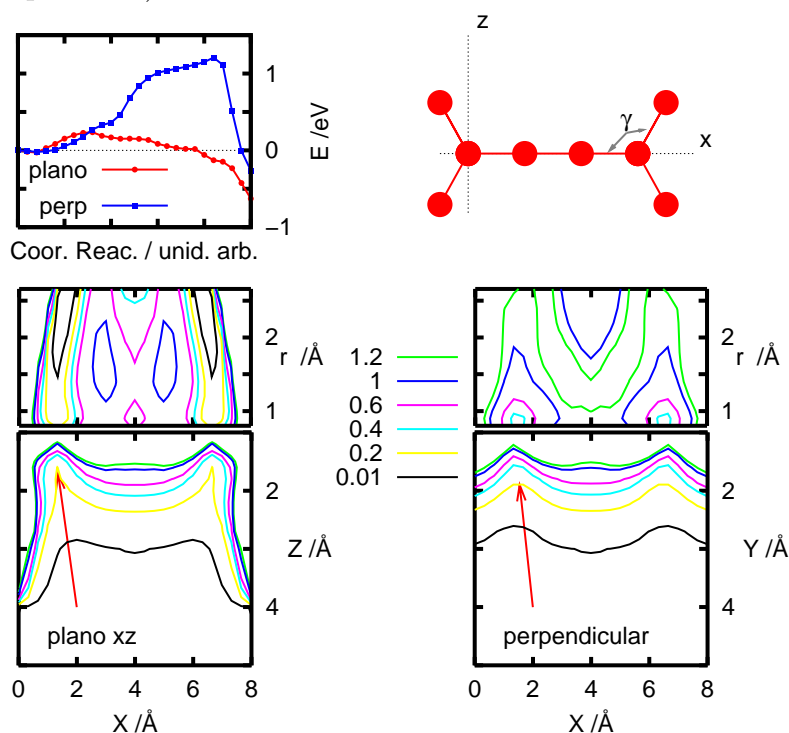 1
0
−1
E /eV
plano
perp
Coor. Reac. / unid. arb.
z
x
γ
2
1
r /Å
1.2
1
0.6
0.4
0.2
0.01
2
1
r /Å
2
4
Z /Å
plano xz
0 2 4 6 8
X /Å
2
4
Y /Å
perpendicular
0 2 4 6 8
X /Å